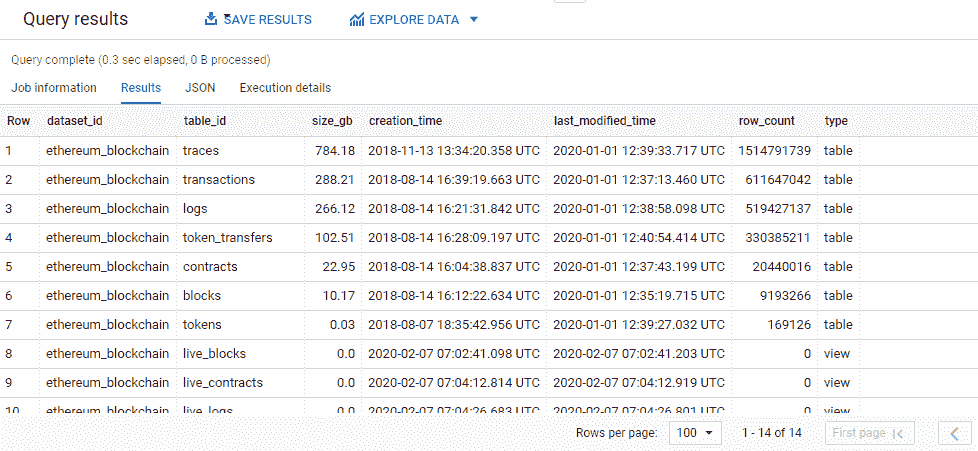 Query results SAVE RESULTS EXPLORE DATA
Query complete (0.3 sec elapsed, 0 B processed)
Job information Results JSON Execution details
Row dataset_id table_id size_gb creation_time last_modified_time row_count type
1 ethereum_blockchain traces 784.18 2018-11-13 13:34:20.358 UTC 2020-01-01 12:39:33.717 UTC 1514791739 table
2 ethereum_blockchain transactions 288.21 2018-08-14 16:39:19.663 UTC 2020-01-01 12:37:13.460 UTC 611647042 table
3 ethereum_blockchain logs 266.12 2018-08-14 16:21:31.842 UTC 2020-01-01 12:38:58.098 UTC 519427137 table
4 ethereum_blockchain token_transfers 102.51 2018-08-14 16:28:09.197 UTC 2020-01-01 12:40:54.414 UTC 330385211 table
5 ethereum_blockchain contracts 22.95 2018-08-14 16:04:38.837 UTC 2020-01-01 12:37:43.199 UTC 20440016 table
6 ethereum_blockchain blocks 10.17 2018-08-14 16:12:22.634 UTC 2020-01-01 12:35:19.715 UTC 9193266 table
7 ethereum_blockchain tokens 0.03 2018-08-07 18:35:42.956 UTC 2020-01-01 12:39:27.032 UTC 169126 table
8 ethereum_blockchain live_blocks 0.0 2020-02-07 07:02:41.098 UTC 2020-02-07 07:02:41.203 UTC 0 view
9 ethereum_blockchain live_contracts 0.0 2020-02-07 07:04:12.814 UTC 2020-02-07 07:04:12.919 UTC 0 view
10 ethereum_blockchain live_logs 0.0 2020-02-07 07:04:26.683 UTC 2020-02-07 07:04:26.801 UTC 0 view
Rows per page: 100 1 - 14 of 14 First page